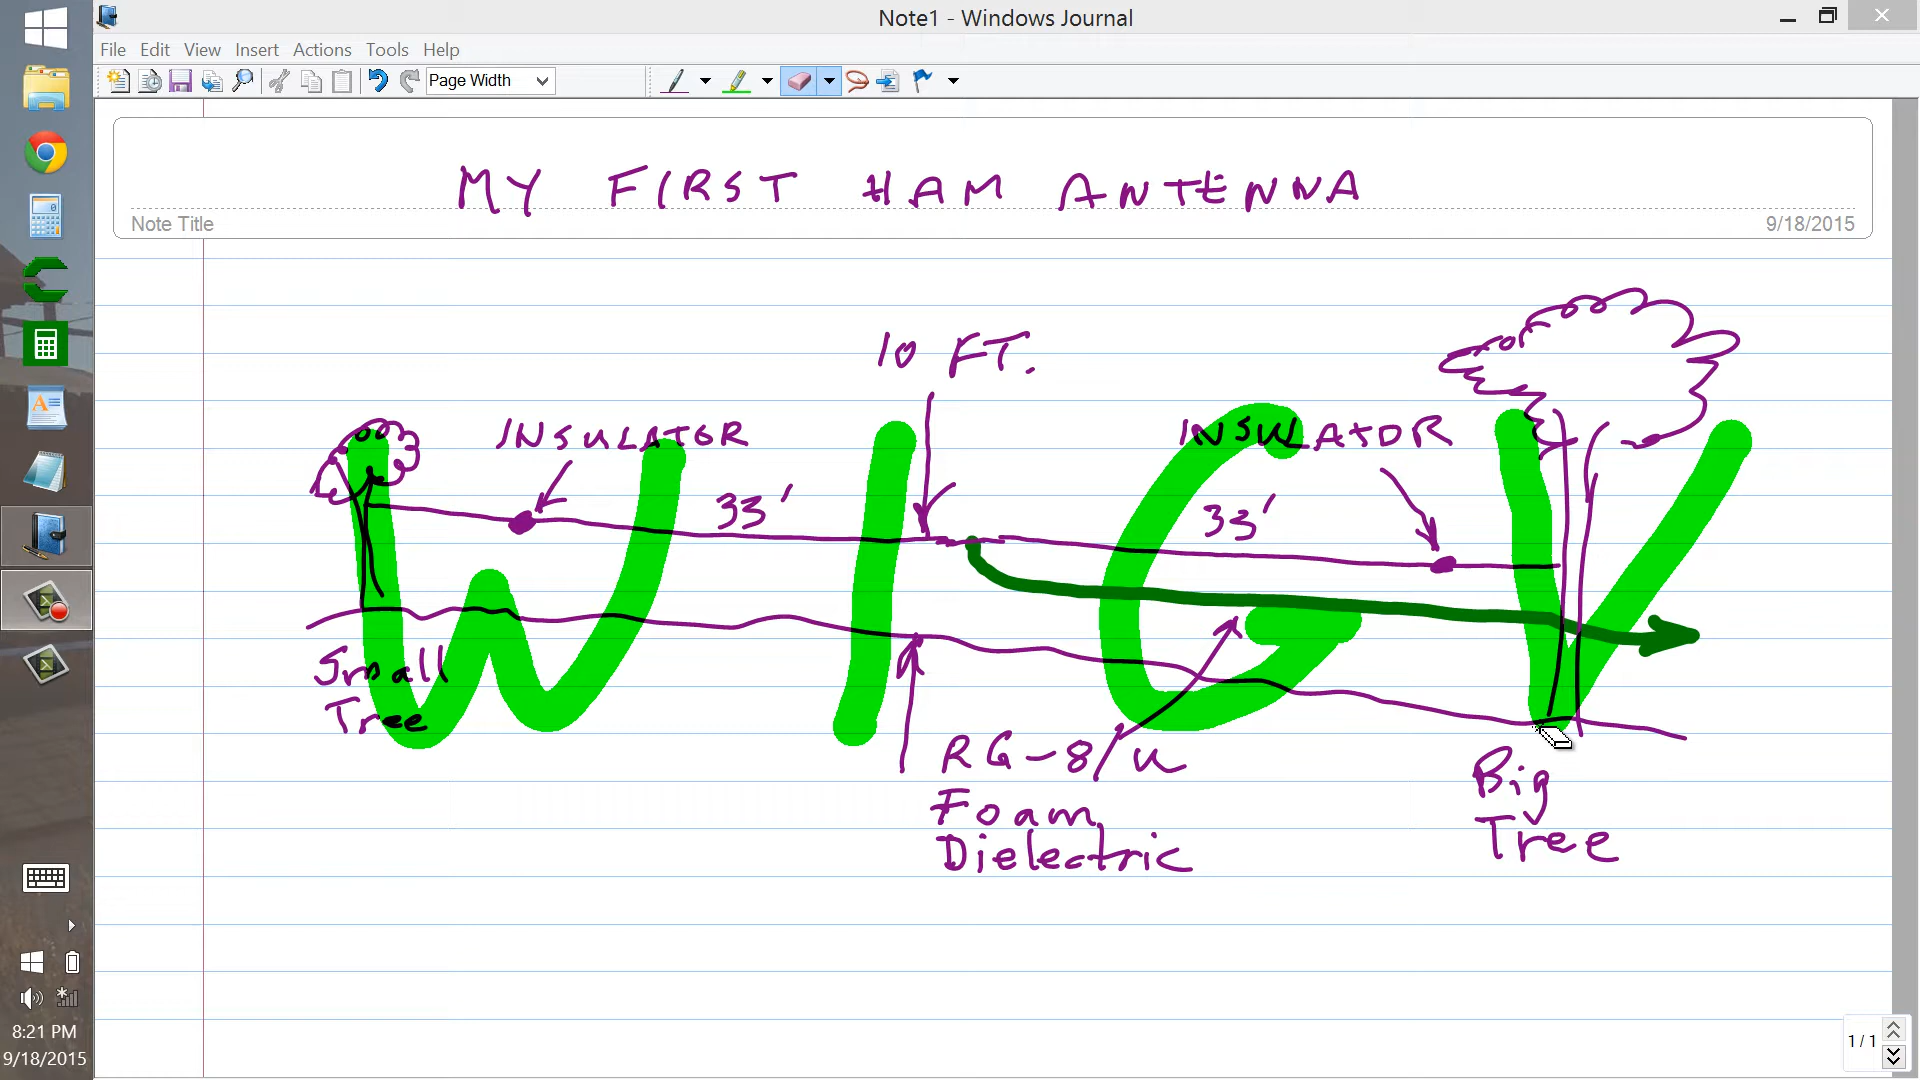 Note1 - Windows Journal
File Edit View Insert Actions Tools Help
Page Width
MY FIRST HAM ANTENNA
Note Title
9/18/2015
10 FT.
INSULATOR
INSULATOR
33'
33'
W1GV
Small
Tree
RG-8/U
Foam
Dielectric
Big
Tree
8:21 PM
9/18/2015
1 / 1